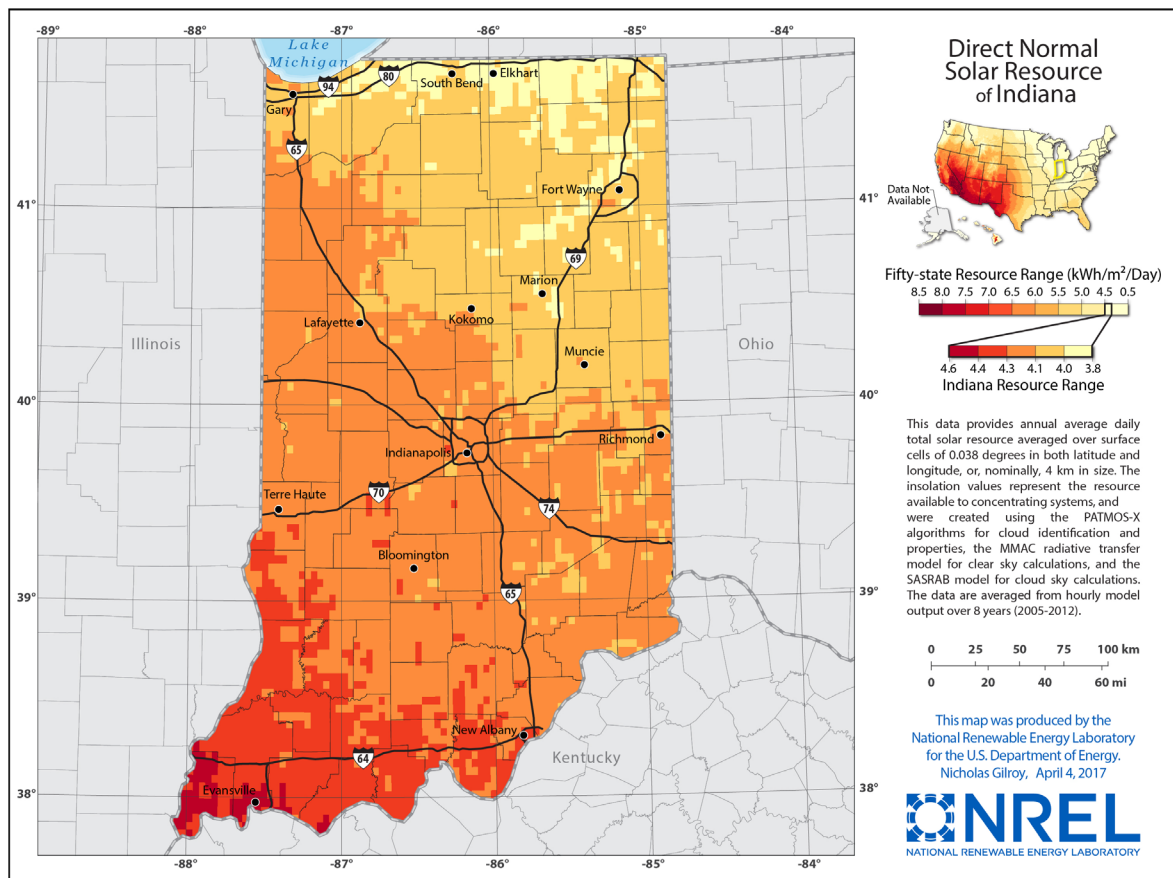 -89°
-87°
-86°
-85°
-84°
Lake
Michigan
80
94
South Bend
Elkhart
Gary
65
Fort Wayne
41°
41°
69
Marion
Kokomo
Lafayette
Illinois
Ohio
Muncie
40°
40°
Richmond
Indianapolis
70
Terre Haute
74
Bloomington
65
39°
39°
New Albany
64
Kentucky
Evansville
38°
38°
-88°
-87°
-86°
-85°
-84°
Direct Normal
Solar Resource
of Indiana
Data Not
Available
Fifty-state Resource Range (kWh/m²/Day)
8.5 8.0 7.5 7.0 6.5 6.0 5.5 5.0 4.5 0.5
4.6 4.4 4.3 4.1 4.0 3.8
Indiana Resource Range
This data provides annual average daily
total solar resource averaged over surface
cells of 0.038 degrees in both latitude and
longitude, or, nominally, 4 km in size. The
insolation values represent the resource
available to concentrating systems, and
were created using the PATMOS-X
algorithms for cloud identification and
properties, the MMAC radiative transfer
model for clear sky calculations, and the
SASRAB model for cloud sky calculations.
The data are averaged from hourly model
output over 8 years (2005-2012).
0 25 50 75 100 km
0 20 40 60 mi
This map was produced by the
National Renewable Energy Laboratory
for the U.S. Department of Energy.
Nicholas Gilroy, April 4, 2017
NREL
NATIONAL RENEWABLE ENERGY LABORATORY